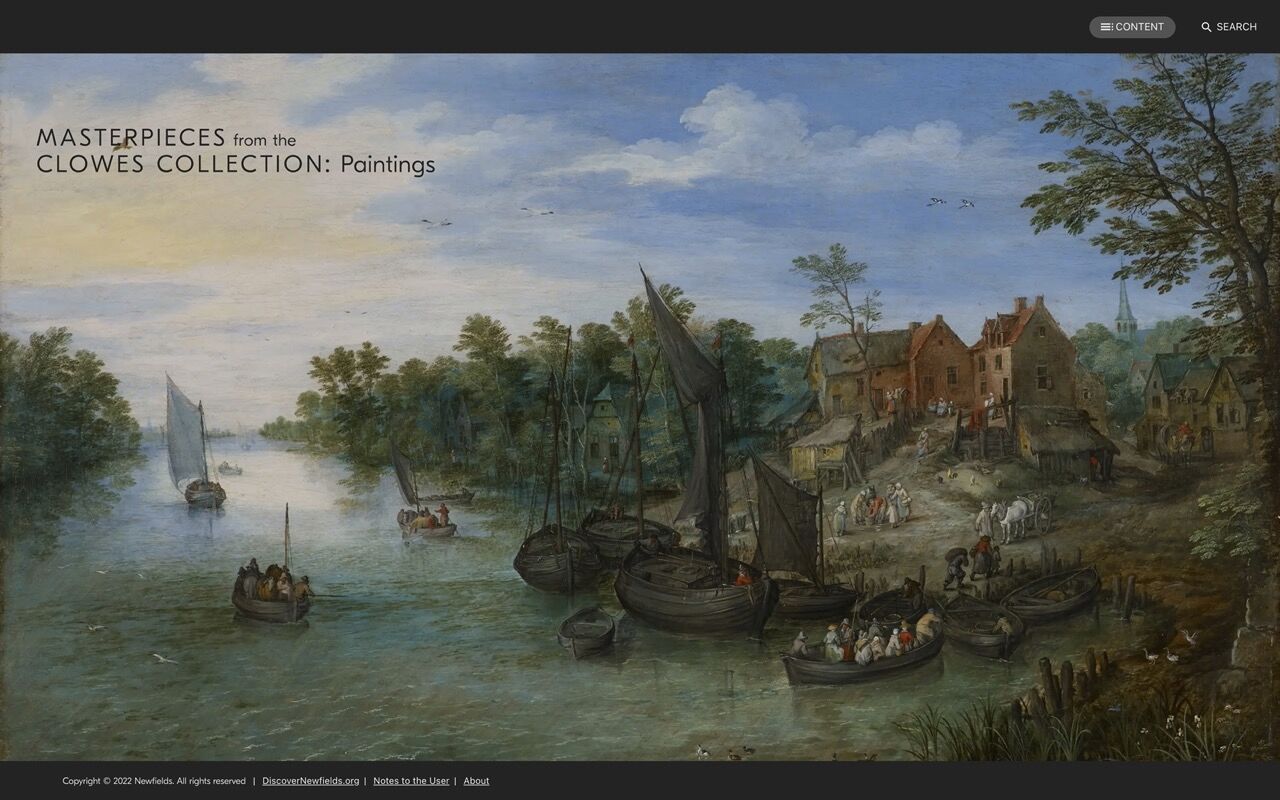 CONTENT SEARCH
MASTERPIECES from the
CLOWES COLLECTION: Paintings
Copyright © 2022 Newfields. All rights reserved | DiscoverNewfields.org | Notes to the User | About